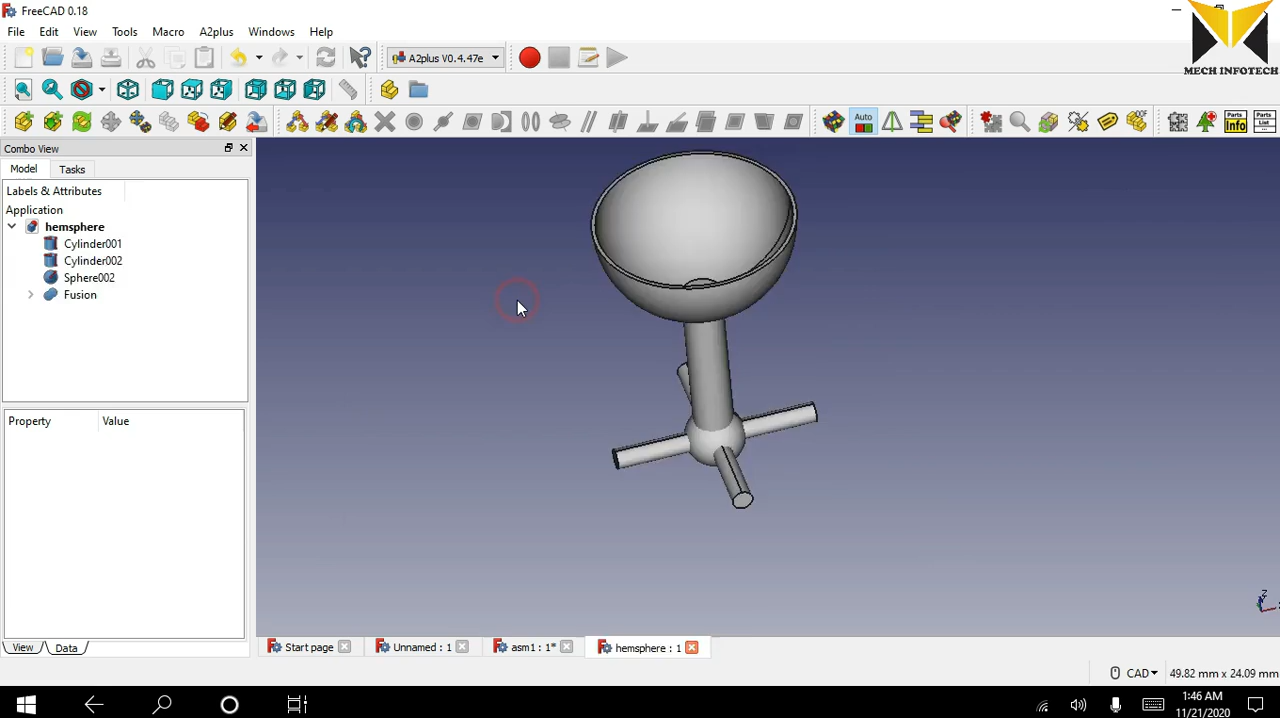 FreeCAD 0.18
MECH INFOTECH
File Edit View Tools Macro A2plus Windows Help
A2plus V0.4.47e
Auto
Parts Info
Parts List
Combo View
Model Tasks
Labels & Attributes
Application
hemsphere
Cylinder001
Cylinder002
Sphere002
Fusion
Property Value
View Data
Start page
Unnamed : 1
asm1 : 1*
hemsphere : 1
Z
CAD
49.82 mm x 24.09 mm
1:46 AM
11/21/2020